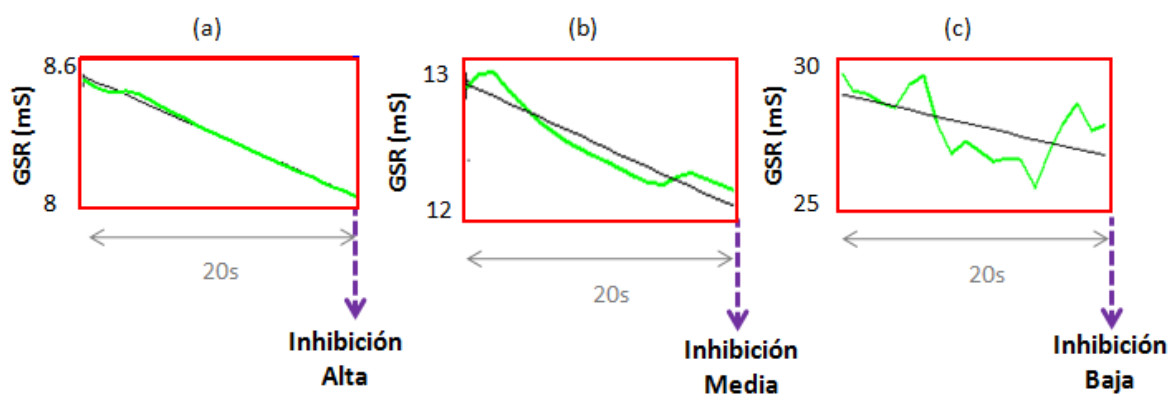 (a)
(b)
(c)
8.6
GSR (mS)
8
20s
Inhibición
Alta
13
GSR (mS)
12
20s
Inhibición
Media
30
GSR (mS)
25
20s
Inhibición
Baja